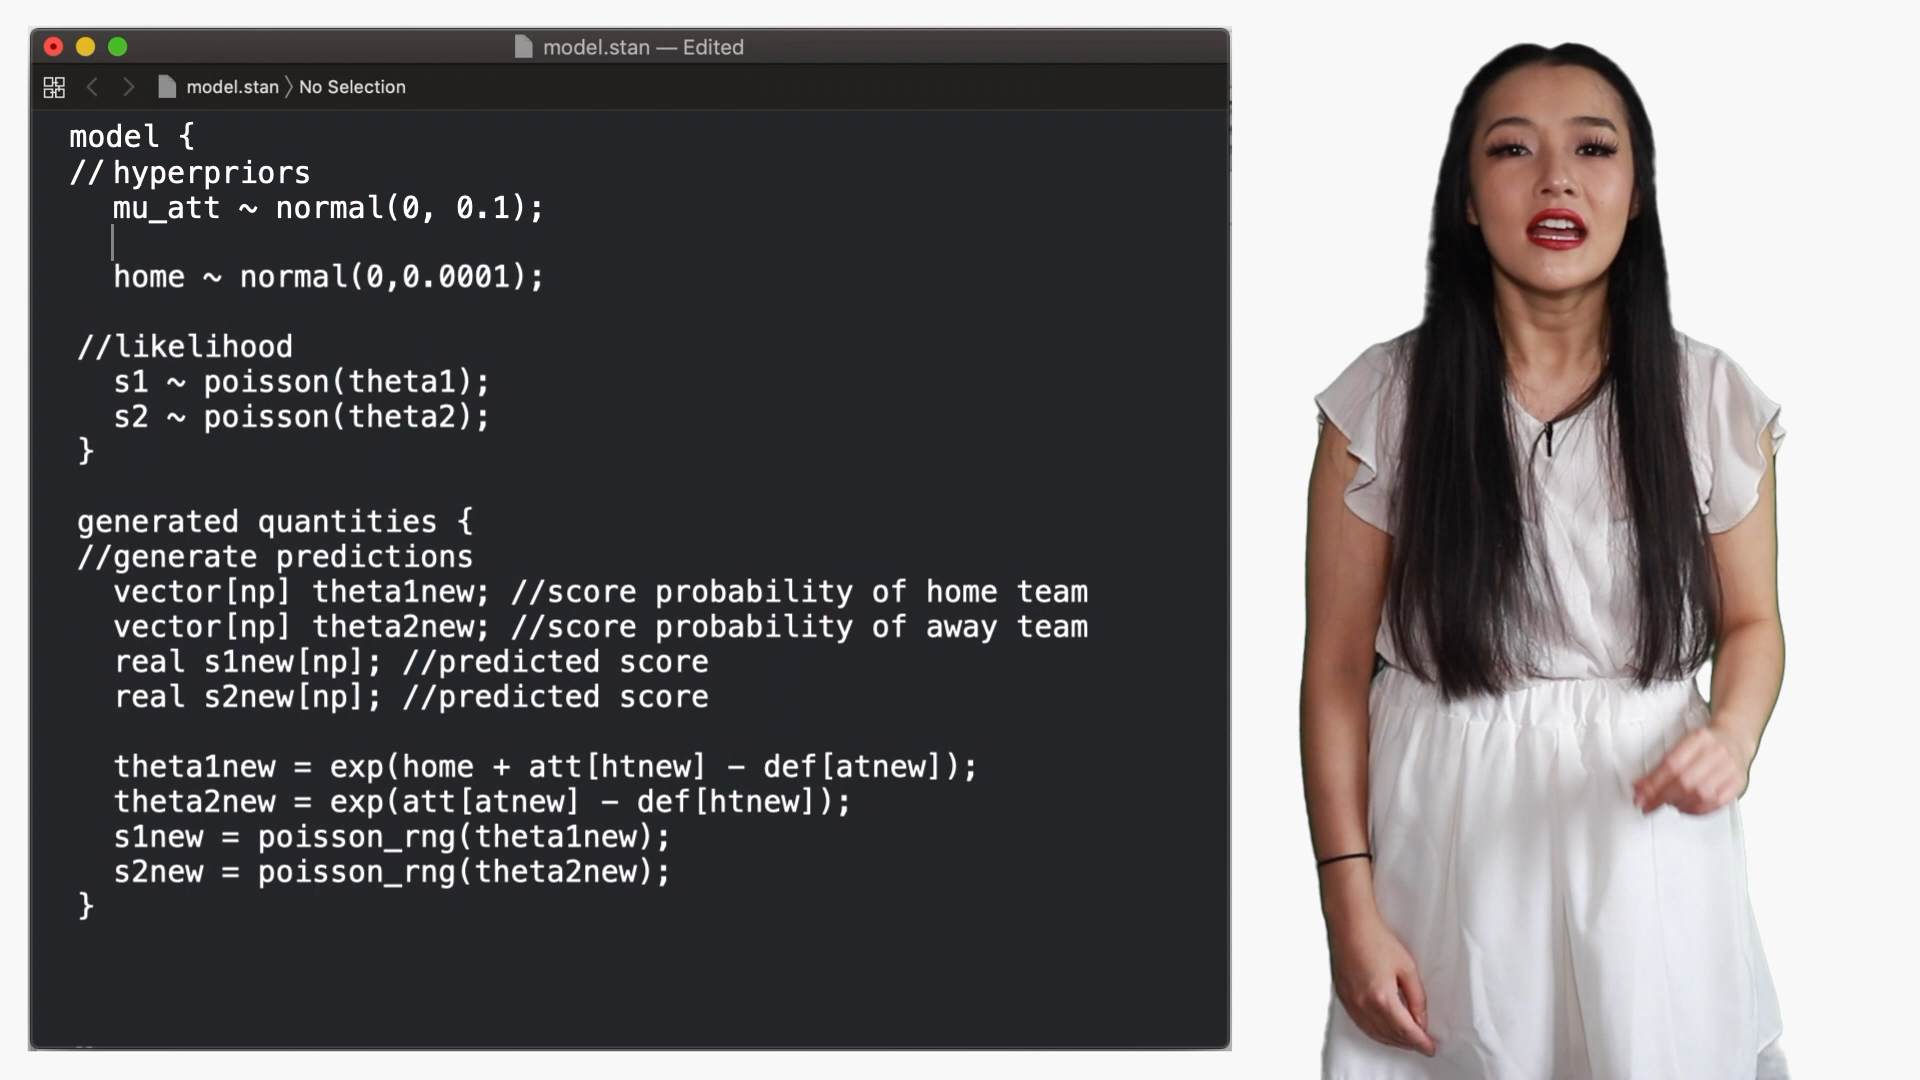 model.stan — Edited
model.stan 〉 No Selection
model {
// hyperpriors
mu_att ~ normal(0, 0.1);
home ~ normal(0,0.0001);
//likelihood
s1 ~ poisson(theta1);
s2 ~ poisson(theta2);
}
generated quantities {
//generate predictions
vector[np] theta1new; //score probability of home team
vector[np] theta2new; //score probability of away team
real s1new[np]; //predicted score
real s2new[np]; //predicted score
theta1new = exp(home + att[htnew] - def[atnew]);
theta2new = exp(att[atnew] - def[htnew]);
s1new = poisson_rng(theta1new);
s2new = poisson_rng(theta2new);
}